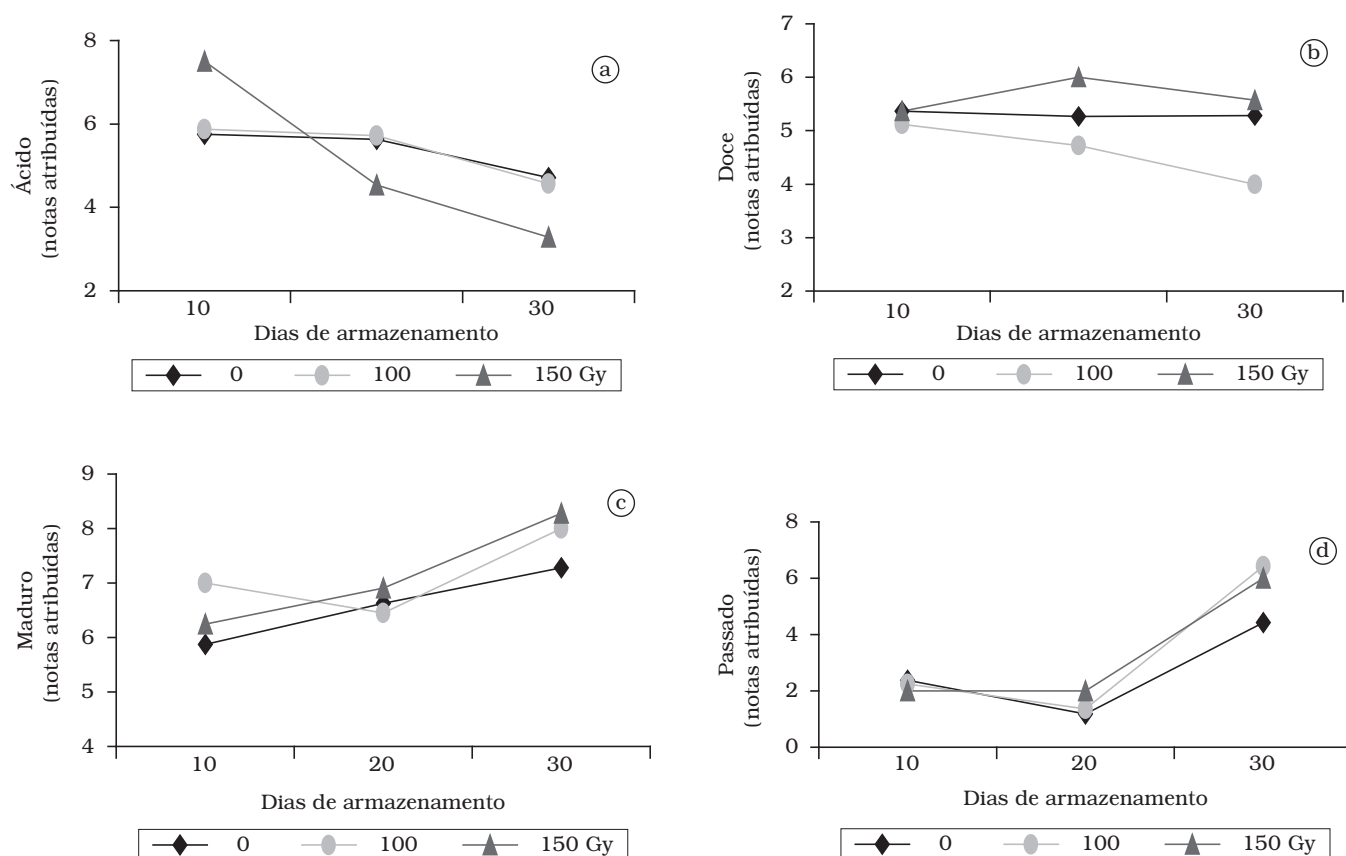 8
6
4
2
Ácido
(notas atribuídas)
a
10
30
Dias de armazenamento
0 100 150 Gy
7
6
5
4
3
2
Doce
(notas atribuídas)
b
10
30
Dias de armazenamento
0 100 150 Gy
9
8
7
6
5
4
Maduro
(notas atribuídas)
c
10 20 30
Dias de armazenamento
0 100 150 Gy
8
6
4
2
0
Passado
(notas atribuídas)
d
10 20 30
Dias de armazenamento
0 100 150 Gy